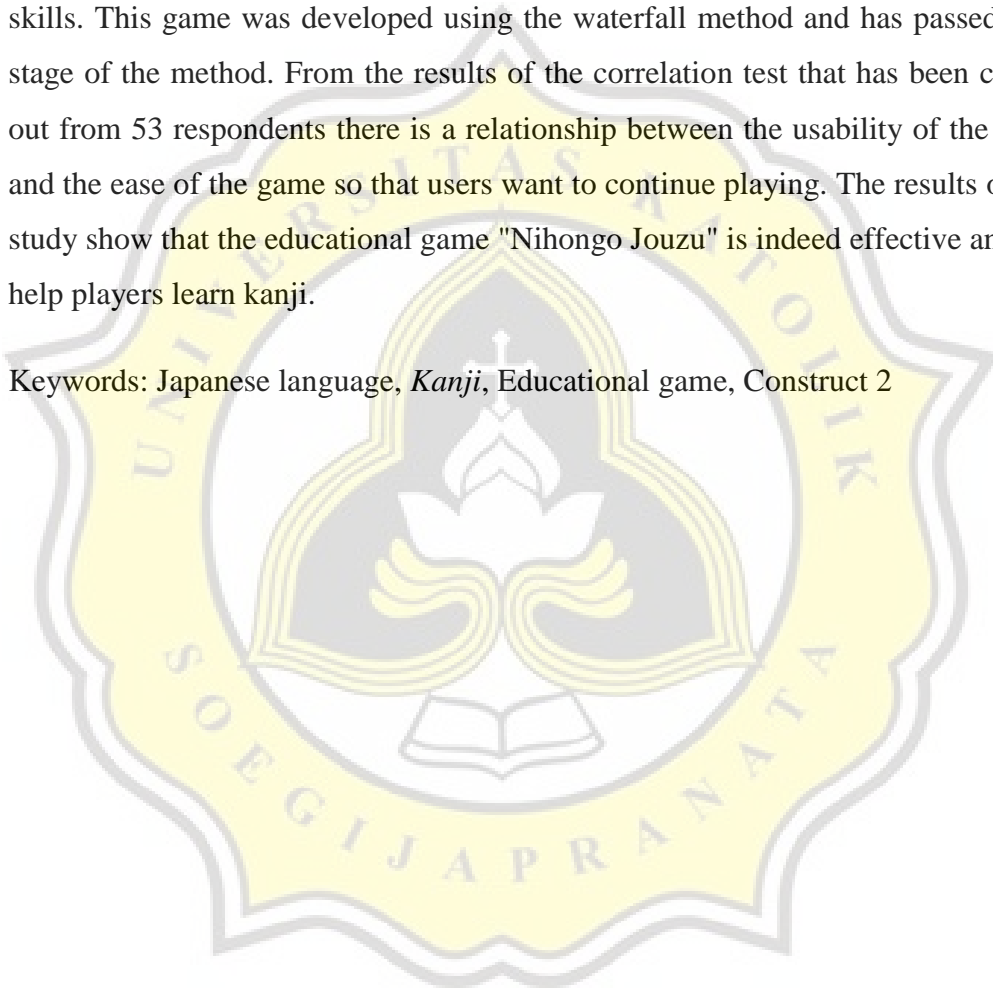 skills. This game was developed using the waterfall method and has passed
stage of the method. From the results of the correlation test that has been c
out from 53 respondents there is a relationship between the usability of the
and the ease of the game so that users want to continue playing. The results o
study show that the educational game "Nihongo Jouzu" is indeed effective an
help players learn kanji.
Keywords: Japanese language, Kanji, Educational game, Construct 2
UNIVERSITAS KATOLIK
SOEGIJAPRANATA